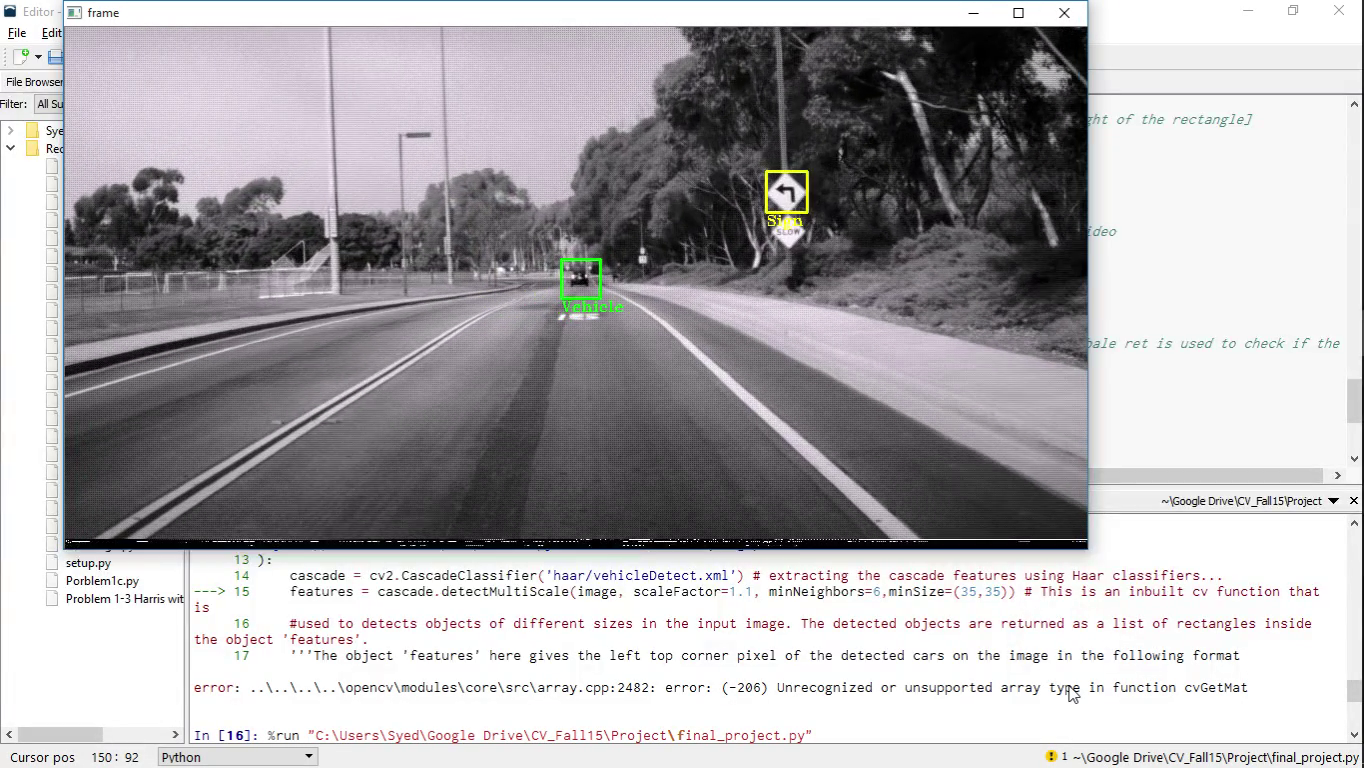 Editor -
frame
File Edit
File Browser
Filter: All Su
Sye
Rec
ght of the rectangle]
Sign
SLOW
ideo
Vehicle
ret is used to check if the
~\Google Drive\CV_Fall15\Project
13 ):
setup.py
14 cascade = cv2.CascadeClassifier('haar/vehicleDetect.xml') # extracting the cascade features using Haar classifiers...
Porblem1c.py
---> 15 features = cascade.detectMultiScale(image, scaleFactor=1.1, minNeighbors=6,minSize=(35,35)) # This is an inbuilt cv function that
Problem 1-3 Harris wit
is
16 #used to detects objects of different sizes in the input image. The detected objects are returned as a list of rectangles inside
the object 'features'.
17 '''The object 'features' here gives the left top corner pixel of the detected cars on the image in the following format
error: ..\..\..\..\opencv\modules\core\src\array.cpp:2482: error: (-206) Unrecognized or unsupported array type in function cvGetMat
In [16]: %run "C:\Users\Syed\Google Drive\CV_Fall15\Project\final_project.py"
Cursor pos 150: 92 Python 1 ~\Google Drive\CV_Fall15\Project\final_project.py